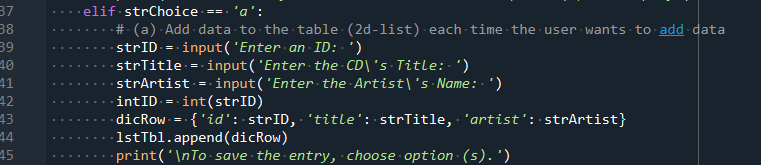 37 elif strChoice == 'a':
38 # (a) Add data to the table (2d-list) each time the user wants to add data
39 strID = input('Enter an ID: ')
40 strTitle = input('Enter the CD\'s Title: ')
41 strArtist = input('Enter the Artist\'s Name: ')
42 intID = int(strID)
43 dicRow = {'id': strID, 'title': strTitle, 'artist': strArtist}
44 lstTbl.append(dicRow)
45 print('\nTo save the entry, choose option (s).')